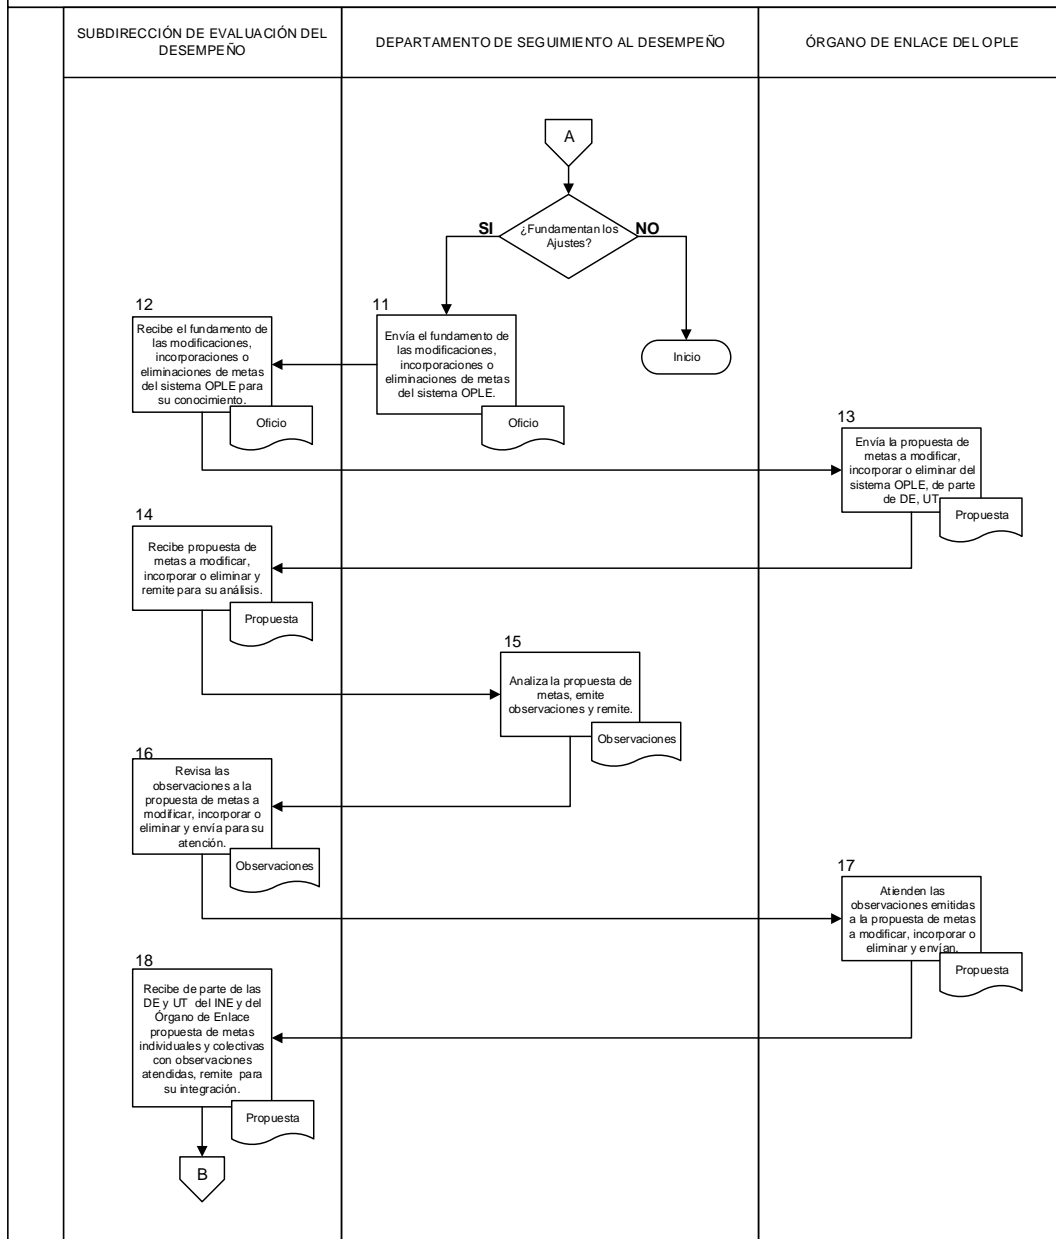 SUBDIRECCIÓN DE EVALUACIÓN DEL
DESEMPEÑO
DEPARTAMENTO DE SEGUIMIENTO AL DESEMPEÑO
ÓRGANO DE ENLACE DEL OPLE
A
¿Fundamentan los
Ajustes?
SI
NO
Inicio
11
Envía el fundamento de
las modificaciones,
incorporaciones o
eliminaciones de metas
del sistema OPLE.
Oficio
12
Recibe el fundamento de
las modificaciones,
incorporaciones o
eliminaciones de metas
del sistema OPLE para
su conocimiento.
Oficio
13
Envía la propuesta de
metas a modificar,
incorporar o eliminar del
sistema OPLE, de parte
de DE, UT
Propuesta
14
Recibe propuesta de
metas a modificar,
incorporar o eliminar y
remite para su análisis.
Propuesta
15
Analiza la propuesta de
metas, emite
observaciones y remite.
Observaciones
16
Revisa las
observaciones a la
propuesta de metas a
modificar, incorporar o
eliminar y envía para su
atención.
Observaciones
17
Atienden las
observaciones emitidas
a la propuesta de metas
a modificar, incorporar o
eliminar y envían.
Propuesta
18
Recibe de parte de las
DE y UT del INE y del
Órgano de Enlace
propuesta de metas
individuales y colectivas
con observaciones
atendidas, remite para
su integración.
Propuesta
B